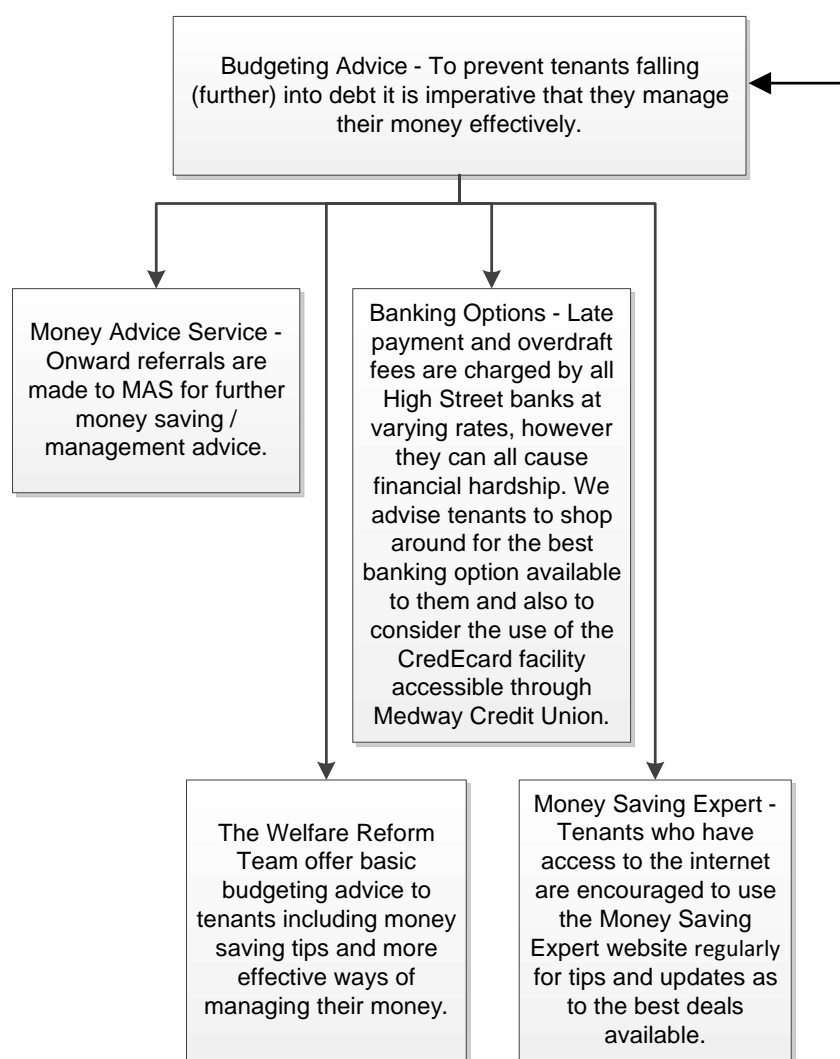 Budgeting Advice - To prevent tenants falling
(further) into debt it is imperative that they manage
their money effectively.
Money Advice Service -
Onward referrals are
made to MAS for further
money saving /
management advice.
Banking Options - Late
payment and overdraft
fees are charged by all
High Street banks at
varying rates, however
they can all cause
financial hardship. We
advise tenants to shop
around for the best
banking option available
to them and also to
consider the use of the
CredEcard facility
accessible through
Medway Credit Union.
The Welfare Reform
Team offer basic
budgeting advice to
tenants including money
saving tips and more
effective ways of
managing their money.
Money Saving Expert -
Tenants who have
access to the internet
are encouraged to use
the Money Saving
Expert website regularly
for tips and updates as
to the best deals
available.